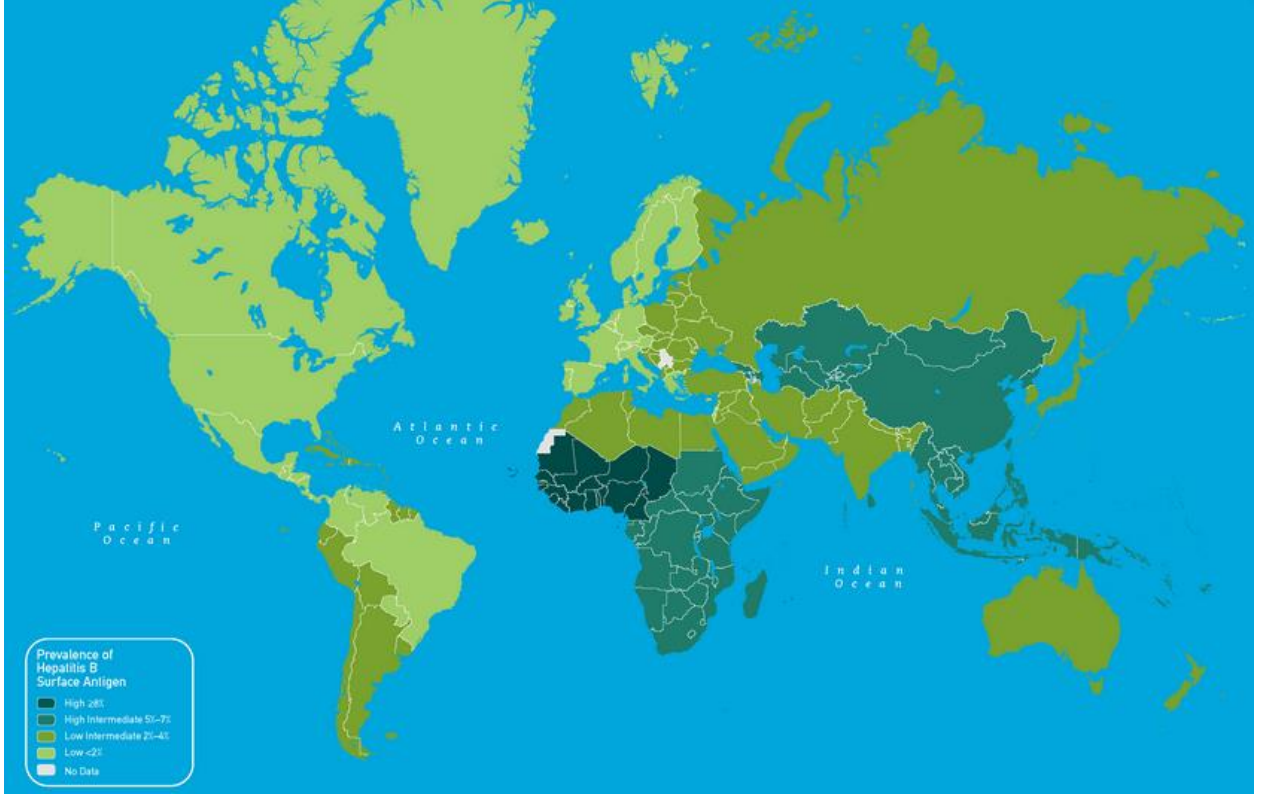 Atlantic
Ocean
Pacific
Ocean
Indian
Ocean
Prevalence of
Hepatitis B
Surface Antigen
High ≥8%
High Intermediate 5%–7%
Low Intermediate 2%–4%
Low <2%
No Data